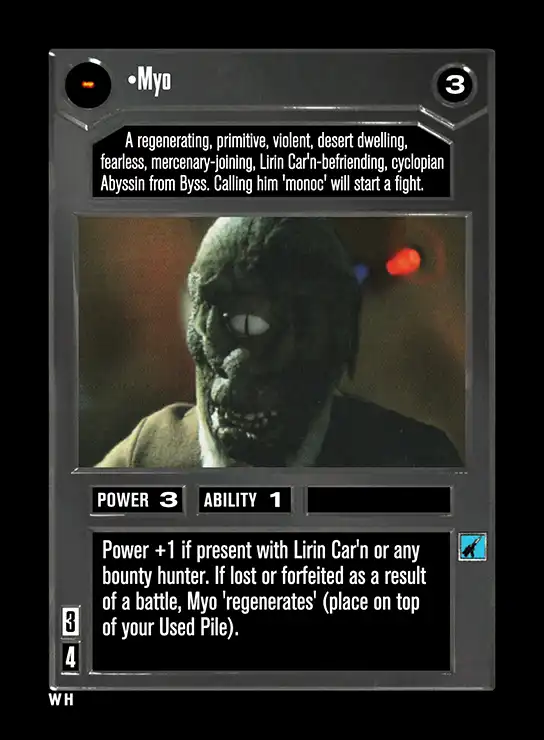 •Myo
3
A regenerating, primitive, violent, desert dwelling,
fearless, mercenary-joining, Lirin Car'n-befriending, cyclopian
Abyssin from Byss. Calling him 'monoc' will start a fight.
POWER 3 ABILITY 1
Power +1 if present with Lirin Car'n or any
bounty hunter. If lost or forfeited as a result
of a battle, Myo 'regenerates' (place on top
of your Used Pile).
3
4
WH